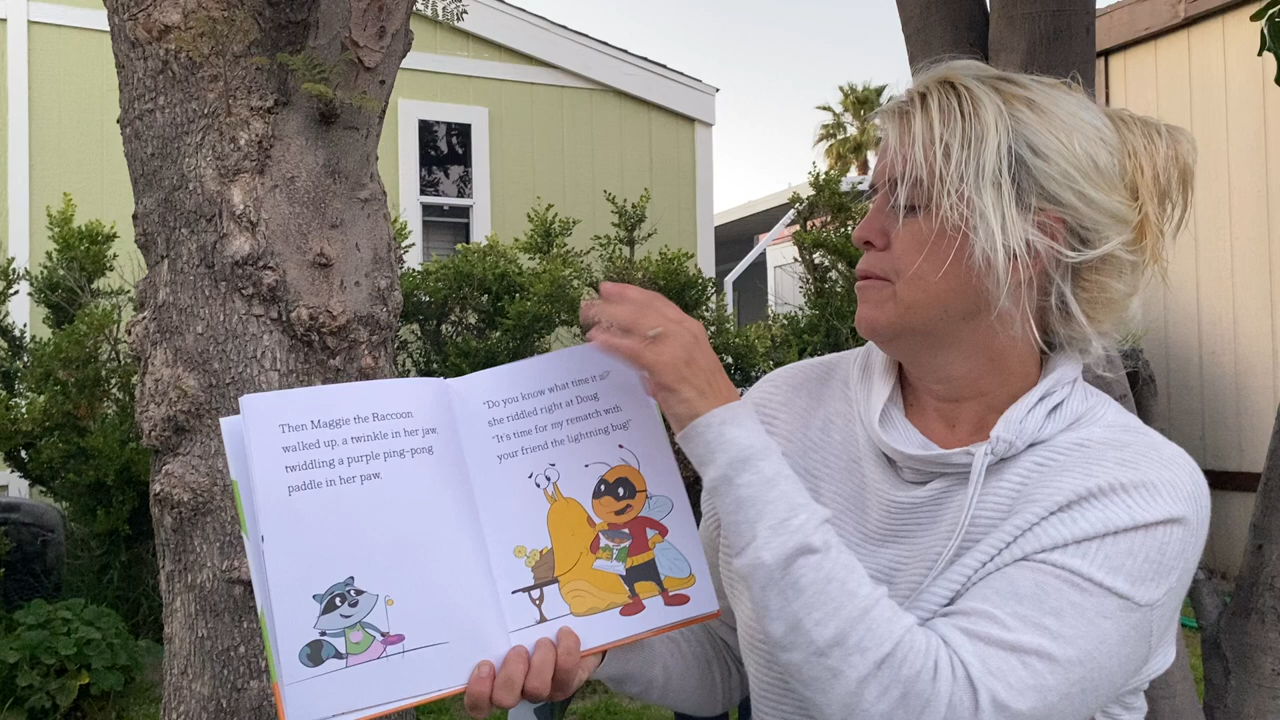 Then Maggie the Raccoon
walked up, a twinkle in her jaw,
twiddling a purple ping-pong
paddle in her paw.
"Do you know what time it
she riddled right at Doug
"It's time for my rematch with
your friend the lightning bug!"